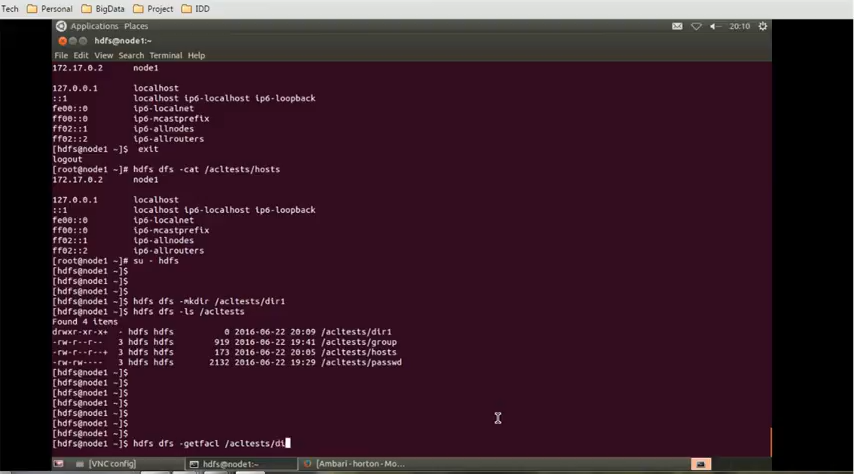 Tech Personal BigData Project IDD
Applications Places 20:10
hdfs@node1:~
File Edit View Search Terminal Help
172.17.0.2 node1
127.0.0.1 localhost
::1 localhost ip6-localhost ip6-loopback
fe00::0 ip6-localnet
ff00::0 ip6-mcastprefix
ff02::1 ip6-allnodes
ff02::2 ip6-allrouters
[hdfs@node1 ~]$ exit
logout
[root@node1 ~]# hdfs dfs -cat /acltests/hosts
172.17.0.2 node1
127.0.0.1 localhost
::1 localhost ip6-localhost ip6-loopback
fe00::0 ip6-localnet
ff00::0 ip6-mcastprefix
ff02::1 ip6-allnodes
ff02::2 ip6-allrouters
[root@node1 ~]# su - hdfs
[hdfs@node1 ~]$
[hdfs@node1 ~]$
[hdfs@node1 ~]$
[hdfs@node1 ~]$ hdfs dfs -mkdir /acltests/dir1
[hdfs@node1 ~]$ hdfs dfs -ls /acltests
Found 4 items
drwxr-xr-x+ - hdfs hdfs 0 2016-06-22 20:09 /acltests/dir1
-rw-r--r-- 3 hdfs hdfs 919 2016-06-22 19:41 /acltests/group
-rw-r--r--+ 3 hdfs hdfs 173 2016-06-22 20:05 /acltests/hosts
-rw-rw---- 3 hdfs hdfs 2132 2016-06-22 19:29 /acltests/passwd
[hdfs@node1 ~]$
[hdfs@node1 ~]$
[hdfs@node1 ~]$
[hdfs@node1 ~]$
[hdfs@node1 ~]$
[hdfs@node1 ~]$
[hdfs@node1 ~]$
[hdfs@node1 ~]$ hdfs dfs -getfacl /acltests/di
[VNC config] hdfs@node1:~ [Ambari - horton - Mo...